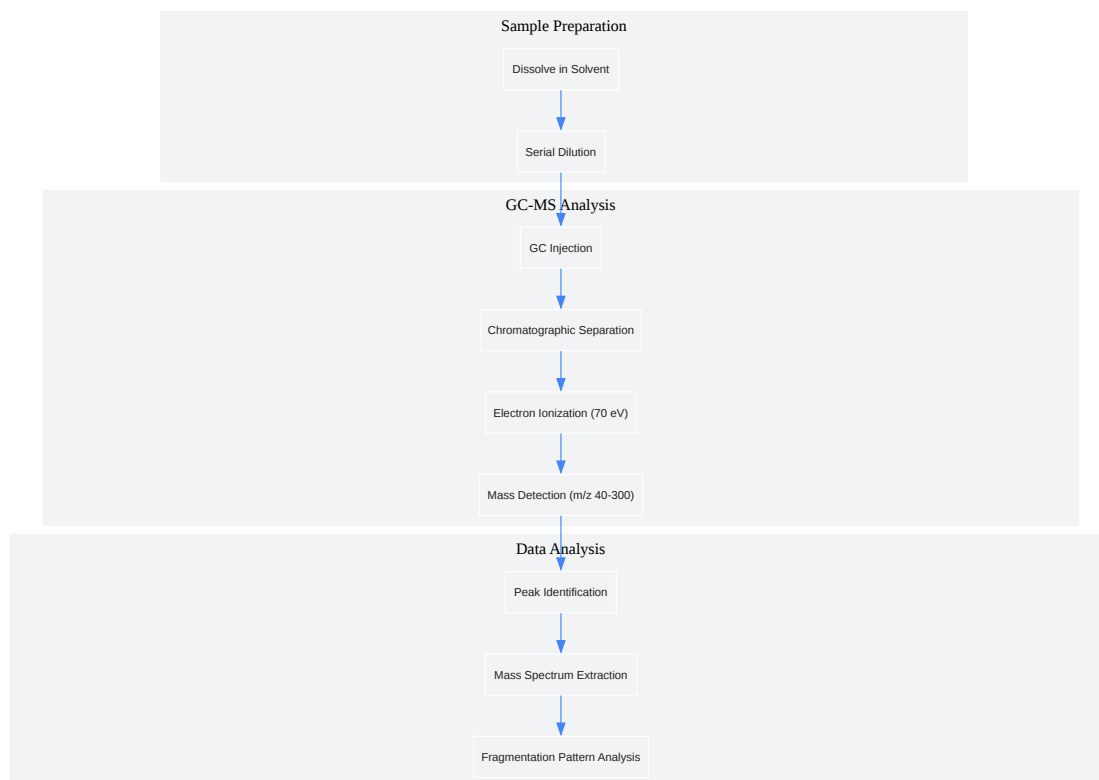 Sample Preparation
Dissolve in Solvent
Serial Dilution
GC-MS Analysis
GC Injection
Chromatographic Separation
Electron Ionization (70 eV)
Mass Detection (m/z 40-300)
Data Analysis
Peak Identification
Mass Spectrum Extraction
Fragmentation Pattern Analysis